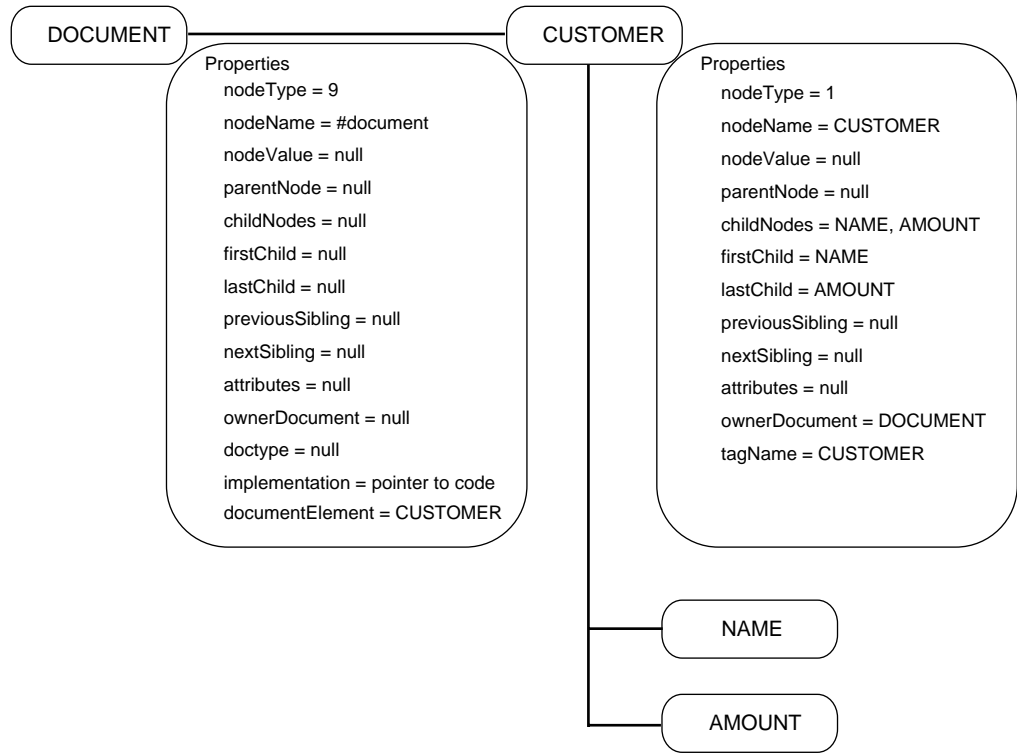 DOCUMENT
CUSTOMER
Properties
nodeType = 9
nodeName = #document
nodeValue = null
parentNode = null
childNodes = null
firstChild = null
lastChild = null
previousSibling = null
nextSibling = null
attributes = null
ownerDocument = null
doctype = null
implementation = pointer to code
documentElement = CUSTOMER
Properties
nodeType = 1
nodeName = CUSTOMER
nodeValue = null
parentNode = null
childNodes = NAME, AMOUNT
firstChild = NAME
lastChild = AMOUNT
previousSibling = null
nextSibling = null
attributes = null
ownerDocument = DOCUMENT
tagName = CUSTOMER
NAME
AMOUNT